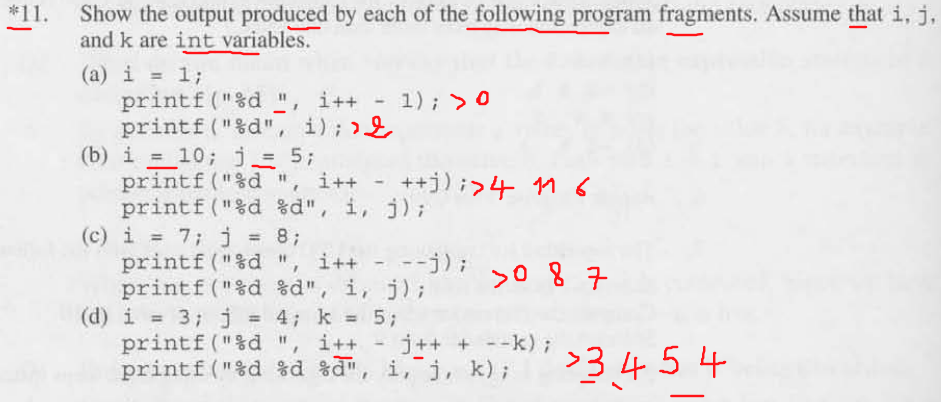 *11. Show the output produced by each of the following program fragments. Assume that i, j,
and k are int variables.
(a) i = 1;
printf("%d ", i++ - 1); >0
printf("%d", i); >2
(b) i = 10; j = 5;
printf("%d ", i++ ++j); >4 11 6
printf("%d %d", i, j);
(c) i = 7; j = 8;
printf("%d ", i++ - --j);
printf("%d %d", i, j); >0 8 7
(d) i = 3; j = 4; k = 5;
printf("%d ", i++ - j++ + --k);
printf("%d %d %d", i, j, k); >3 4 5 4